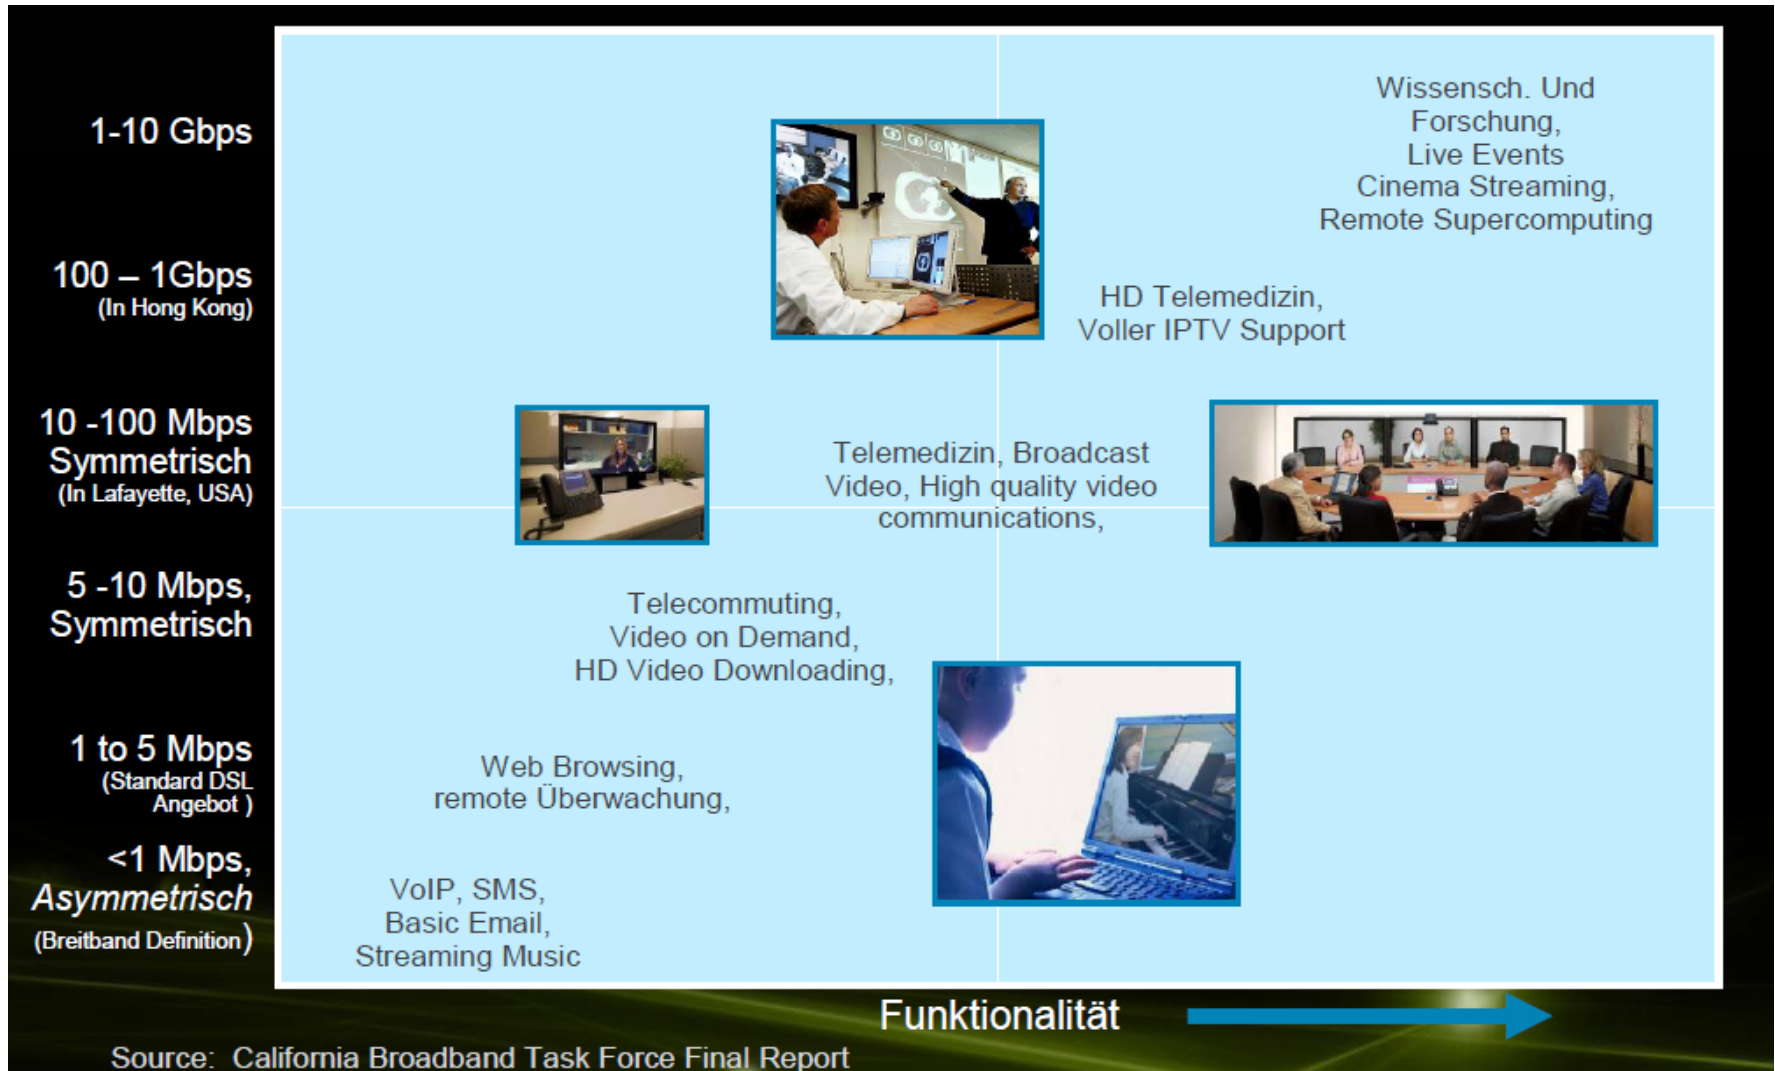 1-10 Gbps
100 – 1Gbps
(In Hong Kong)
10 -100 Mbps
Symmetrisch
(In Lafayette, USA)
5 -10 Mbps,
Symmetrisch
1 to 5 Mbps
(Standard DSL
Angebot )
<1 Mbps,
Asymmetrisch
(Breitband Definition)
Wissensch. Und
Forschung,
Live Events
Cinema Streaming,
Remote Supercomputing
HD Telemedizin,
Voller IPTV Support
Telemedizin, Broadcast
Video, High quality video
communications,
Telecommuting,
Video on Demand,
HD Video Downloading,
Web Browsing,
remote Überwachung,
VoIP, SMS,
Basic Email,
Streaming Music
Funktionalität
Source:  California Broadband Task Force Final Report